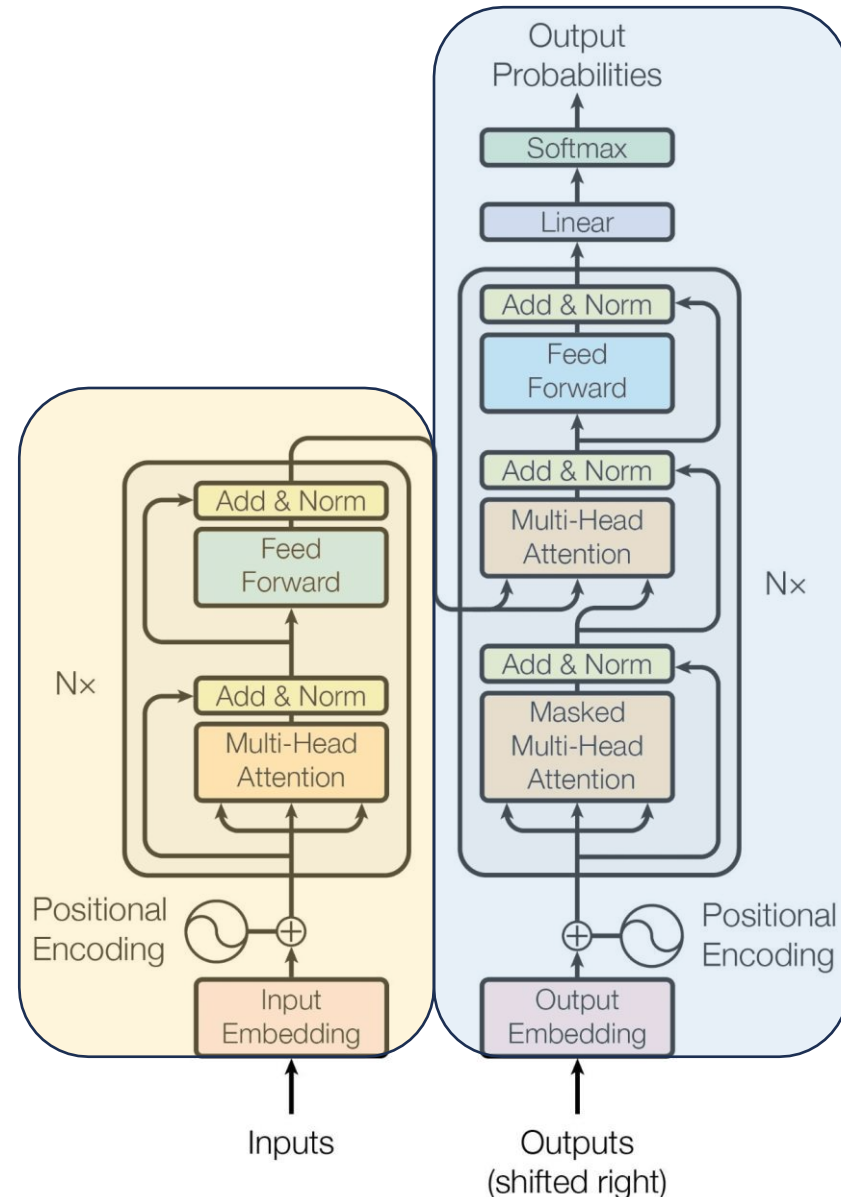 Output
Probabilities
Softmax
Linear
Add & Norm
Feed
Forward
Add & Norm
Multi-Head
Attention
Nx
Add & Norm
Masked
Multi-Head
Attention
Positional
Encoding
Output
Embedding
Outputs
(shifted right)
Add & Norm
Feed
Forward
Nx
Add & Norm
Multi-Head
Attention
Positional
Encoding
Input
Embedding
Inputs